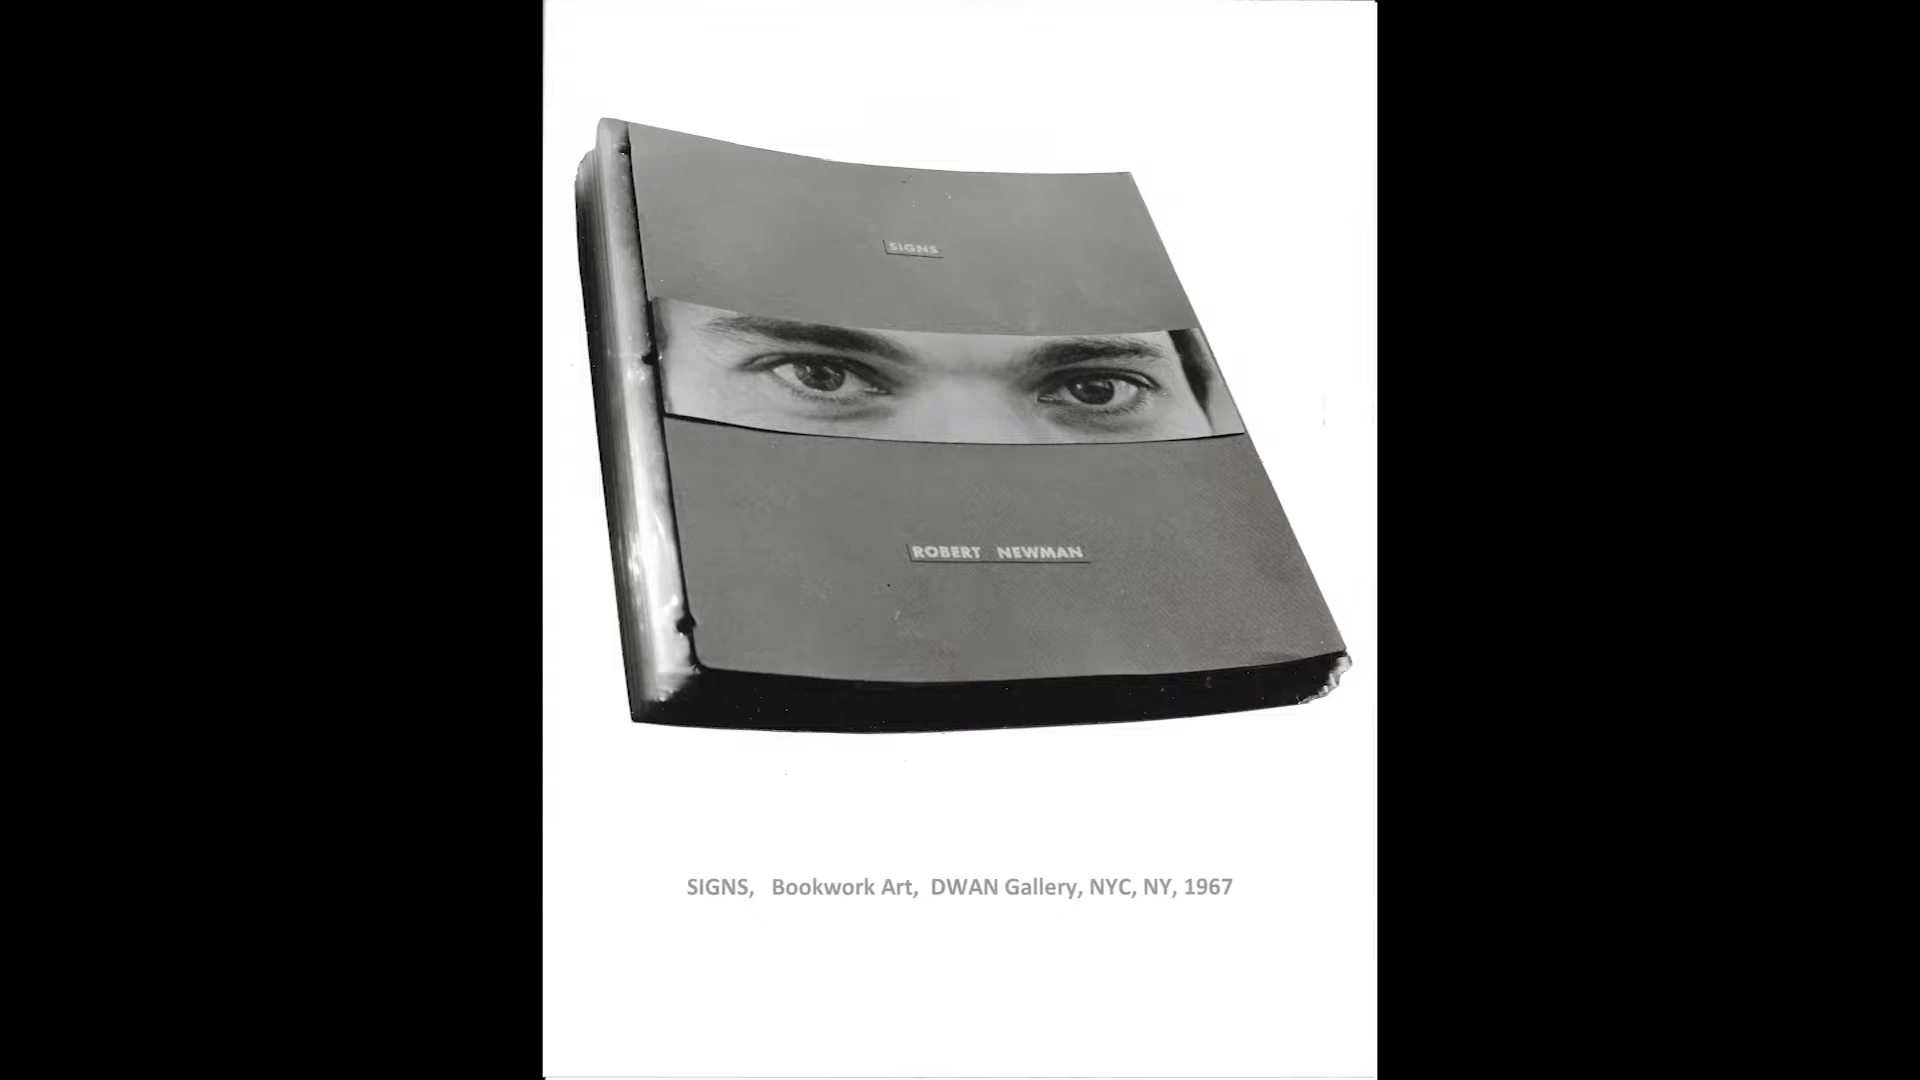 SIGNS
ROBERT NEWMAN
SIGNS, Bookwork Art, DWAN Gallery, NYC, NY, 1967